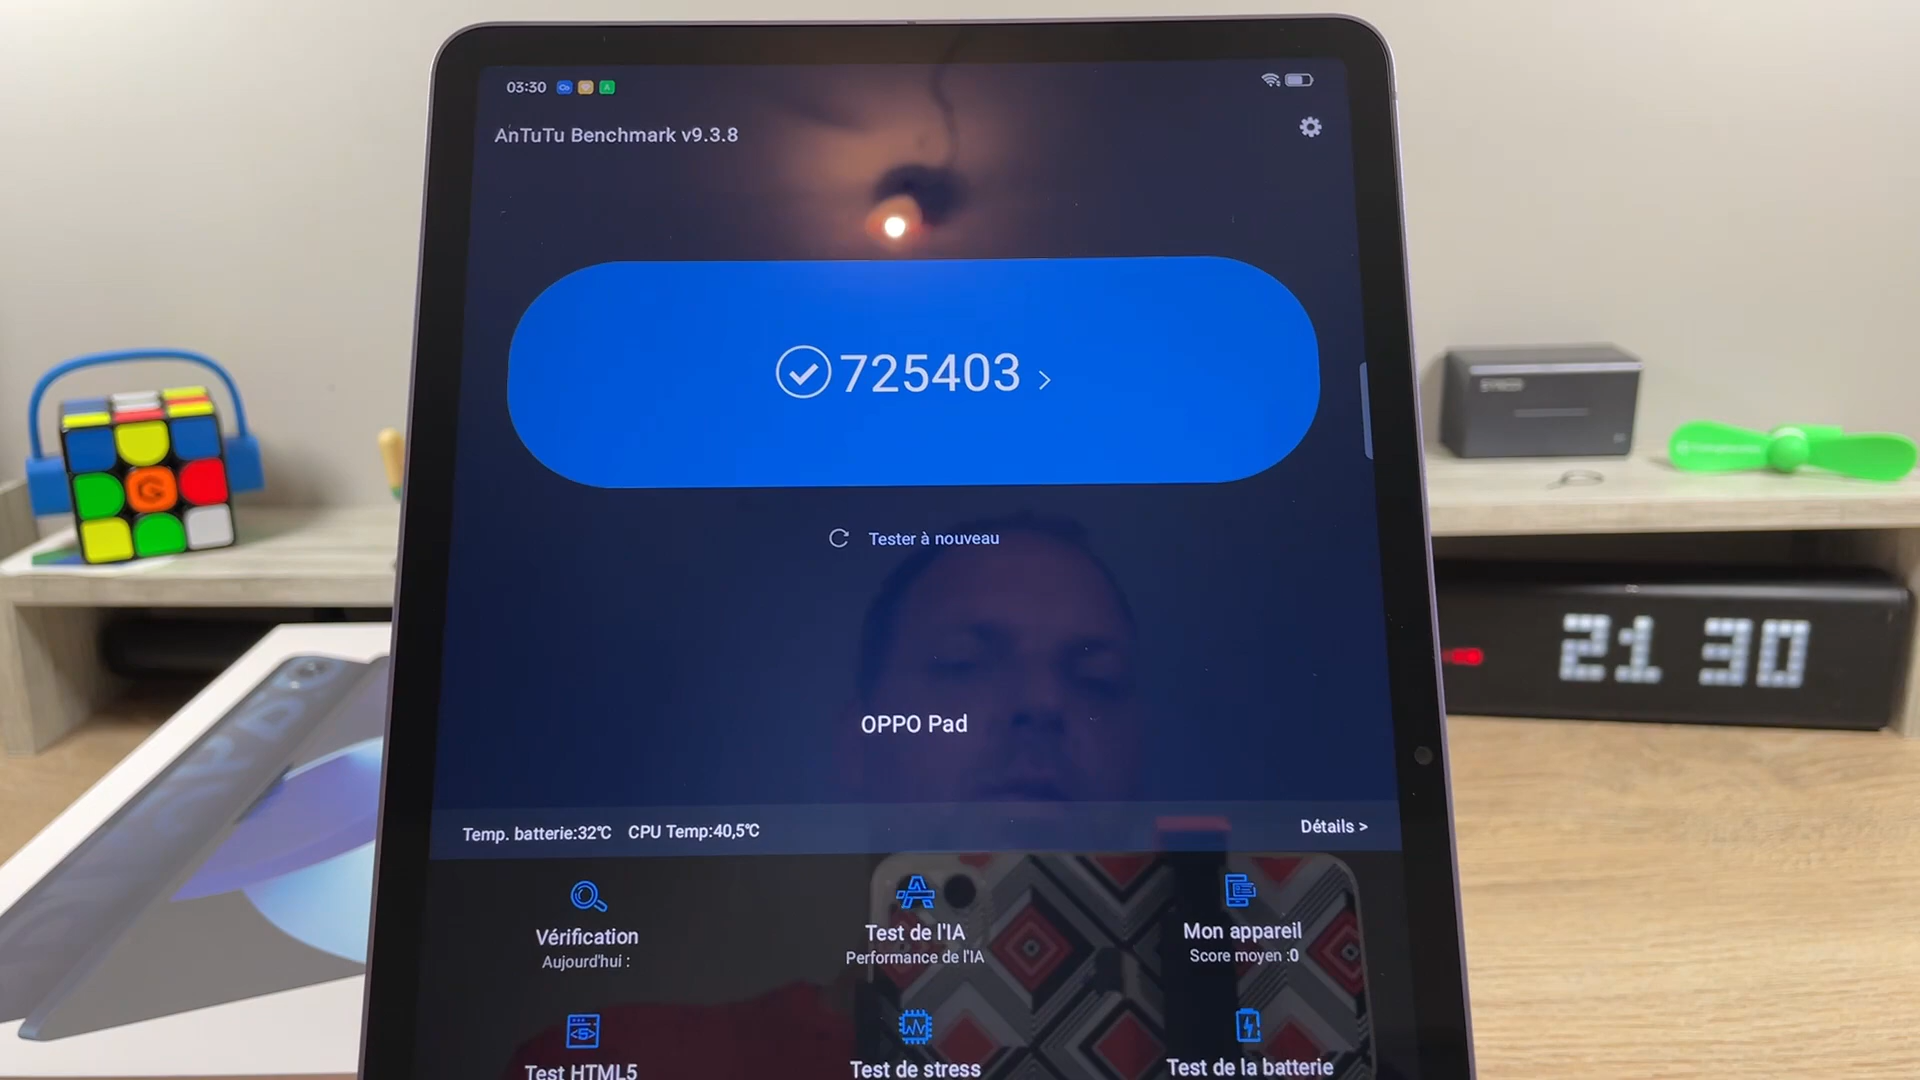 03:30
AnTuTu Benchmark v9.3.8
725403 >
Tester à nouveau
OPPO Pad
Temp. batterie:32℃ CPU Temp:40,5℃ Détails >
Vérification
Aujourd'hui :
Test de l'IA
Performance de l'IA
Mon appareil
Score moyen :0
Test HTML5
Test de stress
Test de la batterie
21 30